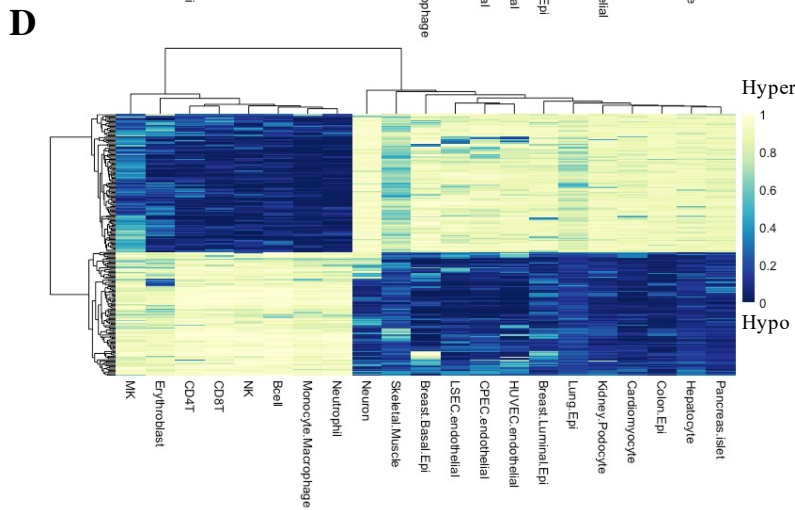 D
Hyper
1
0.8
0.6
0.4
0.2
0
Hypo
MK
Erythroblast
CD4T
CD8T
NK
Bcell
Monocyte.Macrophage
Neutrophil
Neuron
Skeletal.Muscle
Breast.Basal.Epi
LSEC.endothelial
CPEC.endothelial
HUVEC.endothelial
Breast.Luminal.Epi
Lung.Epi
Kidney.Podocyte
Cardiomyocyte
Colon.Epi
Hepatocyte
Pancreas.islet